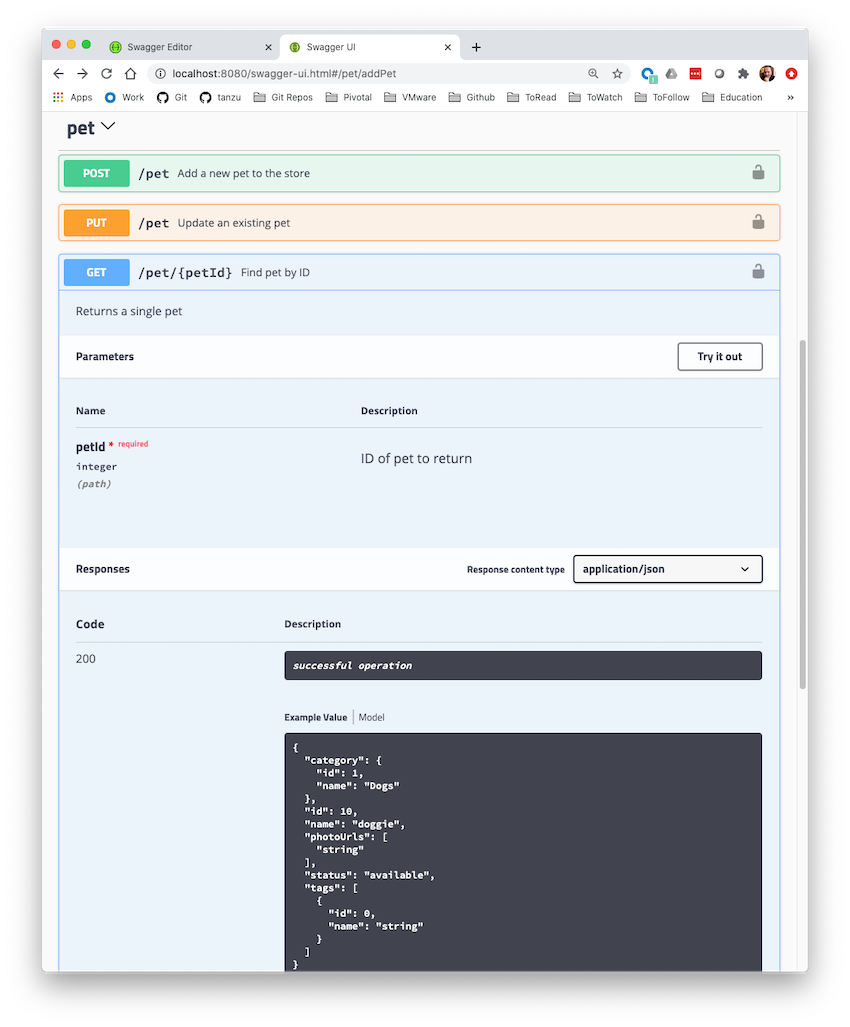 Swagger Editor
Swagger UI
localhost:8080/swagger-ui.html#/pet/addPet
Apps Work Git tanzu Git Repos Pivotal VMware Github ToRead ToWatch ToFollow Education »
pet
POST /pet Add a new pet to the store
PUT /pet Update an existing pet
GET /pet/{petId} Find pet by ID
Returns a single pet
Parameters Try it out
Name Description
petId * required
integer
(path)
ID of pet to return
Responses Response content type application/json
Code Description
200 successful operation
Example Value Model
{
  "category": {
    "id": 1,
    "name": "Dogs"
  },
  "id": 10,
  "name": "doggie",
  "photoUrls": [
    "string"
  ],
  "status": "available",
  "tags": [
    {
      "id": 0,
      "name": "string"
    }
  ]
}